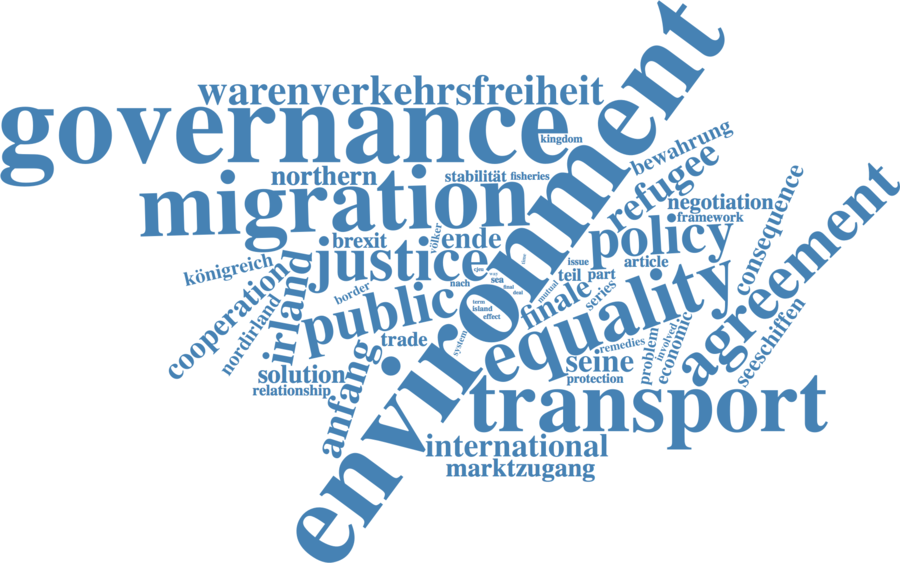 environment
warenverkehrsfreiheit
governance
kingdom
bewahrung
northern
stabilität
fisheries
refugee
migration
negotiation
framework
consequence
policy
agreement
völker
brexit
ende
justice
article
königreich
issue
teil
part
cjeu
way
time
nach
sea
final
deal
mutual
series
cooperation
irland
border
public
term
island
effect
finale
equality
nordirland
system
trade
problem
involved
economic
seeschiffen
remedies
seine
protection
solution
relationship
anfang
transport
international
marktzugang